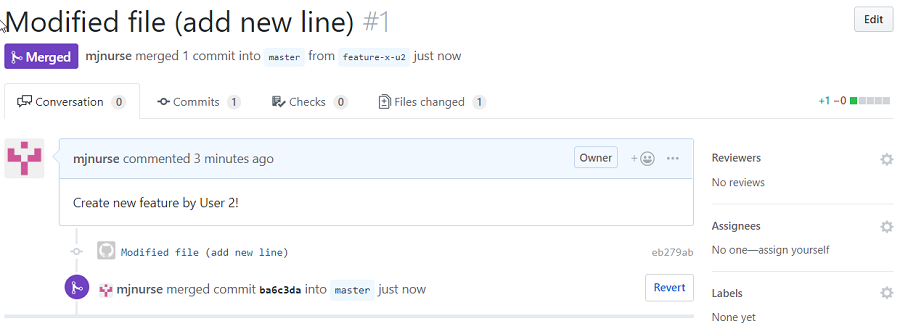 Modified file (add new line) #1
Edit
Merged mjnurse merged 1 commit into master from feature-x-u2 just now
Conversation 0 Commits 1 Checks 0 Files changed 1 +1 −0
mjnurse commented 3 minutes ago Owner +
Create new feature by User 2!
Modified file (add new line) eb279ab
mjnurse merged commit ba6c3da into master just now Revert
Reviewers
No reviews
Assignees
No one—assign yourself
Labels
None yet